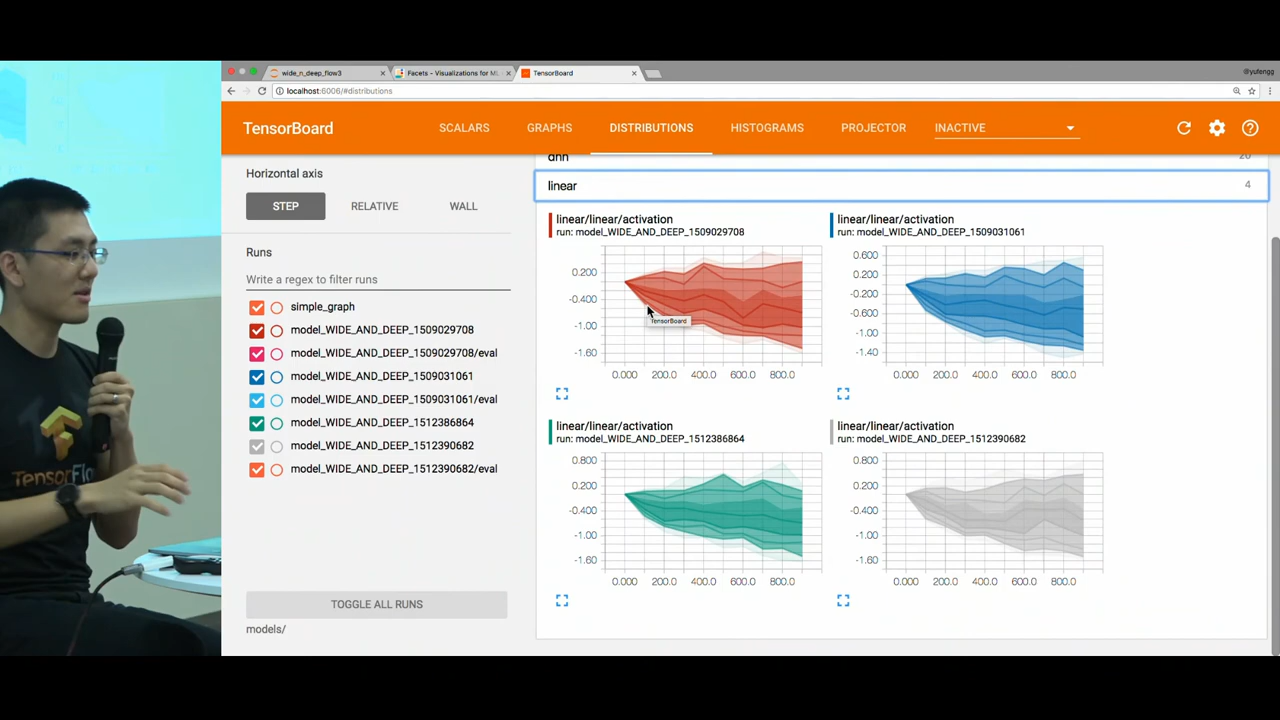 wide_n_deep_flow3
Facets - Visualizations for ML
TensorBoard
@yufengg
localhost:6006/#distributions
TensorBoard
SCALARS
GRAPHS
DISTRIBUTIONS
HISTOGRAMS
PROJECTOR
INACTIVE
Horizontal axis
STEP
RELATIVE
WALL
Runs
Write a regex to filter runs
simple_graph
model_WIDE_AND_DEEP_1509029708
model_WIDE_AND_DEEP_1509029708/eval
model_WIDE_AND_DEEP_1509031061
model_WIDE_AND_DEEP_1509031061/eval
model_WIDE_AND_DEEP_1512386864
model_WIDE_AND_DEEP_1512390682
model_WIDE_AND_DEEP_1512390682/eval
TOGGLE ALL RUNS
models/
dnn
20
linear
4
linear/linear/activation
run: model_WIDE_AND_DEEP_1509029708
0.200
-0.400
-1.00
-1.60
0.000 200.0 400.0 600.0 800.0
TensorBoard
linear/linear/activation
run: model_WIDE_AND_DEEP_1509031061
0.600
0.200
-0.200
-0.600
-1.00
-1.40
0.000 200.0 400.0 600.0 800.0
linear/linear/activation
run: model_WIDE_AND_DEEP_1512386864
0.800
0.200
-0.400
-1.00
-1.60
0.000 200.0 400.0 600.0 800.0
linear/linear/activation
run: model_WIDE_AND_DEEP_1512390682
0.800
0.200
-0.400
-1.00
-1.60
0.000 200.0 400.0 600.0 800.0
TensorFlo